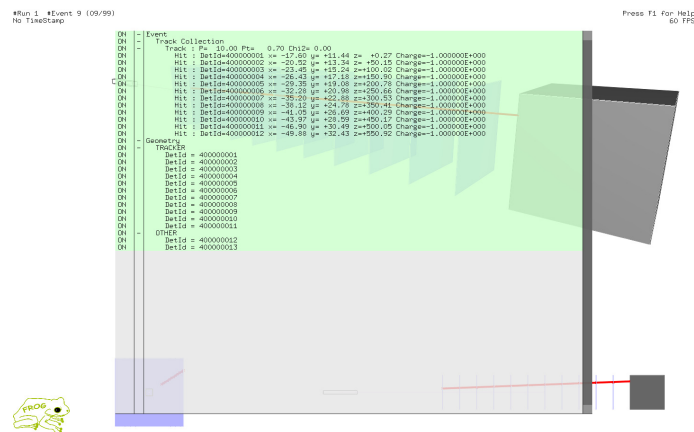 #Run 1 #Event 9 (09/99)
No TimeStamp
Press F1 for Help
60 FPS
ON - Event
ON - Track Collection
ON - Track : P= 10.00 Pt= 0.70 Chi2= 0.00
ON Hit : DetId=400000001 x= -17.60 y= +11.44 z= +0.27 Charge=-1.000000E+000
ON Hit : DetId=400000002 x= -20.52 y= +13.34 z= +50.15 Charge=-1.000000E+000
ON Hit : DetId=400000003 x= -23.45 y= +15.24 z=+100.02 Charge=-1.000000E+000
ON Hit : DetId=400000004 x= -26.43 y= +17.18 z=+150.90 Charge=-1.000000E+000
ON Hit : DetId=400000005 x= -29.35 y= +19.08 z=+200.78 Charge=-1.000000E+000
ON Hit : DetId=400000006 x= -32.28 y= +20.98 z=+250.66 Charge=-1.000000E+000
ON Hit : DetId=400000007 x= -35.20 y= +22.88 z=+300.53 Charge=-1.000000E+000
ON Hit : DetId=400000008 x= -38.12 y= +24.78 z=+350.41 Charge=-1.000000E+000
ON Hit : DetId=400000009 x= -41.05 y= +26.69 z=+400.29 Charge=-1.000000E+000
ON Hit : DetId=400000010 x= -43.97 y= +28.59 z=+450.17 Charge=-1.000000E+000
ON Hit : DetId=400000011 x= -46.90 y= +30.49 z=+500.05 Charge=-1.000000E+000
ON Hit : DetId=400000012 x= -49.88 y= +32.43 z=+550.92 Charge=-1.000000E+000
ON - Geometry
ON - TRACKER
ON DetId = 400000001
ON DetId = 400000002
ON DetId = 400000003
ON DetId = 400000004
ON DetId = 400000005
ON DetId = 400000006
ON DetId = 400000007
ON DetId = 400000008
ON DetId = 400000009
ON DetId = 400000010
ON DetId = 400000011
ON - OTHER
ON DetId = 400000012
ON DetId = 400000013
FROG